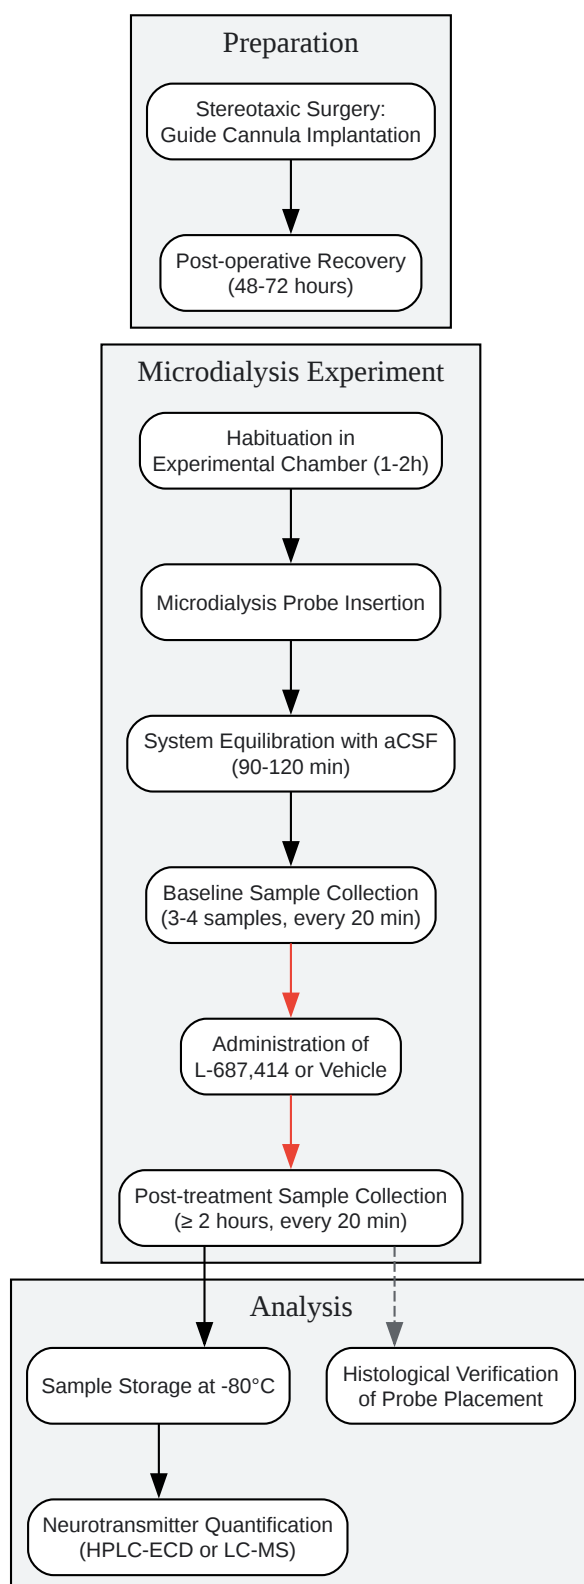 Preparation
Stereotaxic Surgery:
Guide Cannula Implantation
Post-operative Recovery
(48-72 hours)
Microdialysis Experiment
Habituation in
Experimental Chamber (1-2h)
Microdialysis Probe Insertion
System Equilibration with aCSF
(90-120 min)
Baseline Sample Collection
(3-4 samples, every 20 min)
Administration of
L-687,414 or Vehicle
Post-treatment Sample Collection
(≥ 2 hours, every 20 min)
Analysis
Sample Storage at -80°C
Histological Verification
of Probe Placement
Neurotransmitter Quantification
(HPLC-ECD or LC-MS)